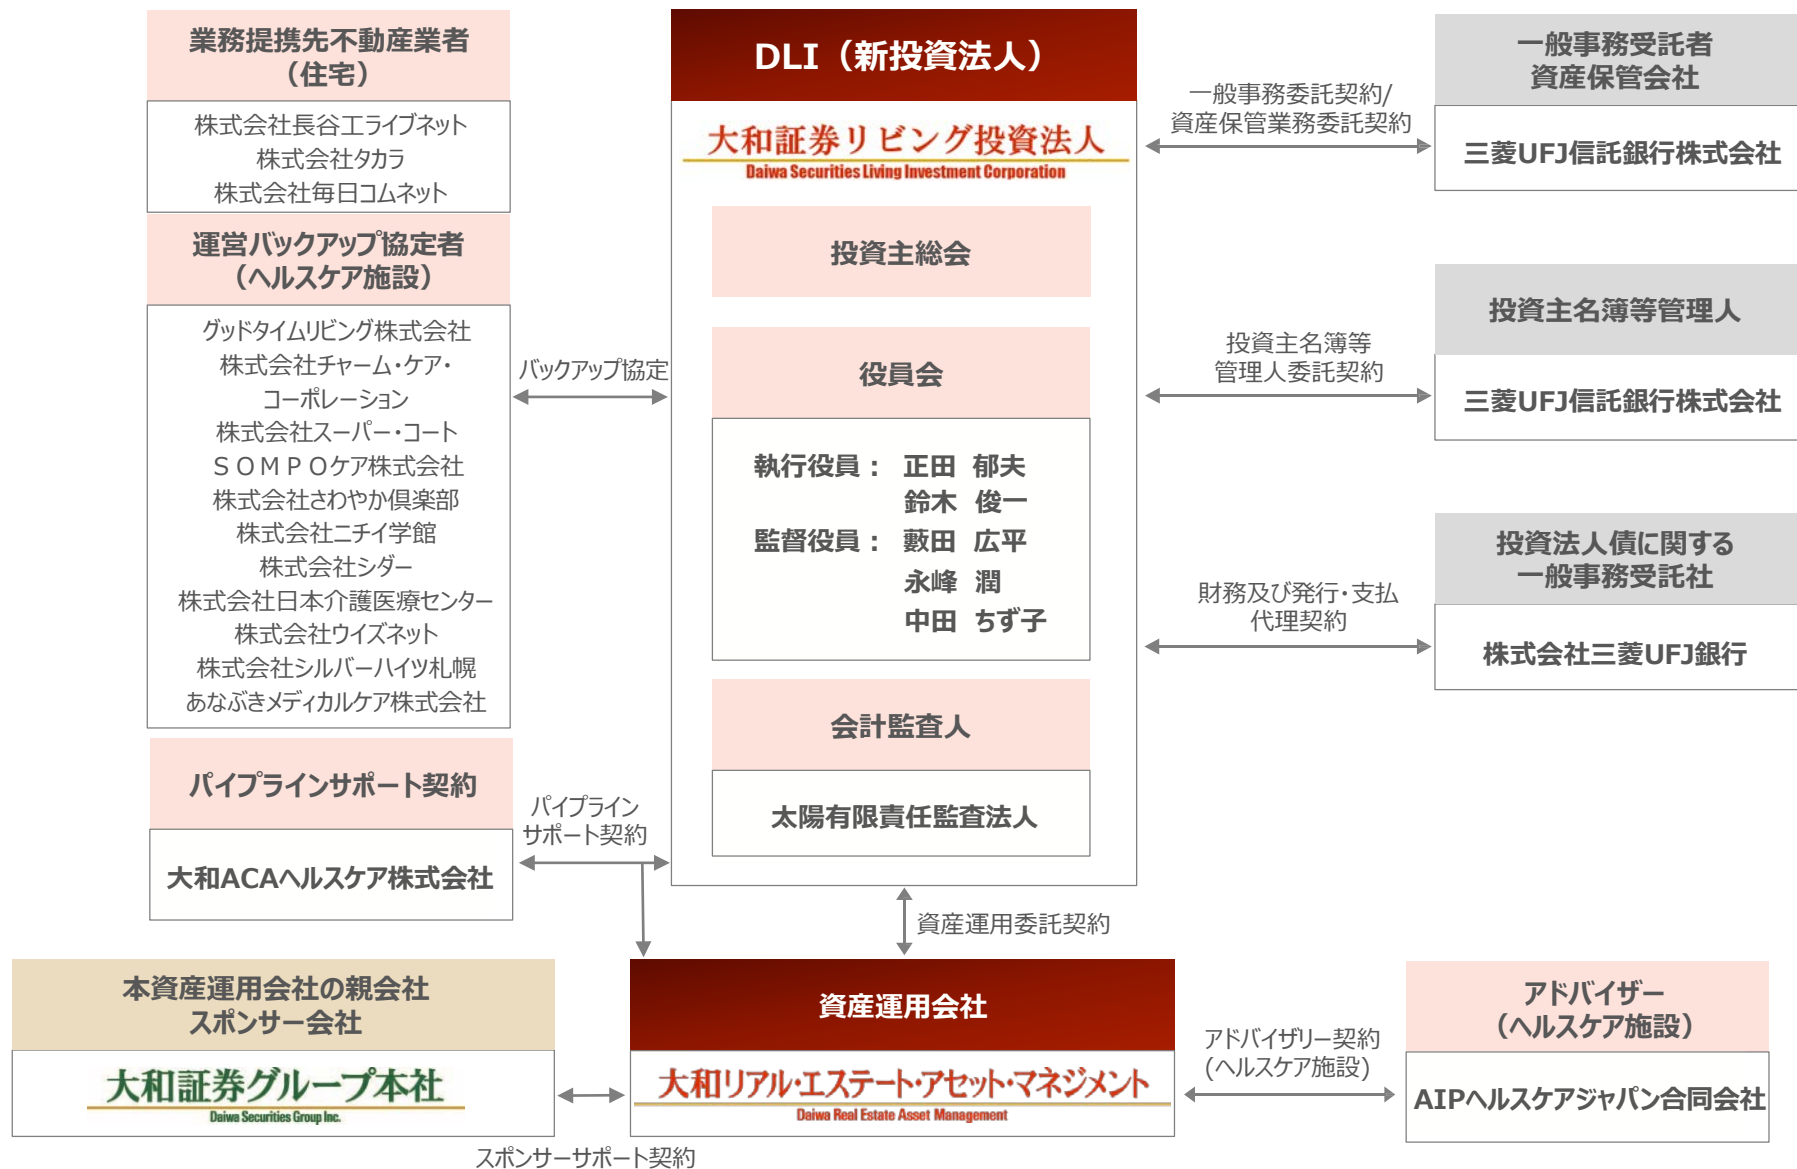 業務提携先不動産業者
（住宅）
株式会社長谷工ライブネット
株式会社タカラ
株式会社毎日コムネット
運営バックアップ協定者
（ヘルスケア施設）
グッドタイムリビング株式会社
株式会社チャーム・ケア・
コーポレーション
株式会社スーパー・コート
ＳＯＭＰＯケア株式会社
株式会社さわやか倶楽部
株式会社ニチイ学館
株式会社シダー
株式会社日本介護医療センター
株式会社ウイズネット
株式会社シルバーハイツ札幌
あなぶきメディカルケア株式会社
バックアップ協定
パイプラインサポート契約
大和ACAヘルスケア株式会社
パイプライン
サポート契約
DLI（新投資法人）
大和証券リビング投資法人
Daiwa Securities Living Investment Corporation
投資主総会
役員会
執行役員： 正田 郁夫
鈴木 俊一
監督役員： 藪田 広平
永峰 潤
中田 ちず子
会計監査人
太陽有限責任監査法人
一般事務委託契約/
資産保管業務委託契約
一般事務受託者
資産保管会社
三菱UFJ信託銀行株式会社
投資主名簿等
管理人委託契約
投資主名簿等管理人
三菱UFJ信託銀行株式会社
財務及び発行・支払
代理契約
投資法人債に関する
一般事務受託社
株式会社三菱UFJ銀行
資産運用委託契約
本資産運用会社の親会社
スポンサー会社
大和証券グループ本社
Daiwa Securities Group Inc.
スポンサーサポート契約
資産運用会社
大和リアル・エステート・アセット・マネジメント
Daiwa Real Estate Asset Management
アドバイザリー契約
(ヘルスケア施設)
アドバイザー
（ヘルスケア施設）
AIPヘルスケアジャパン合同会社